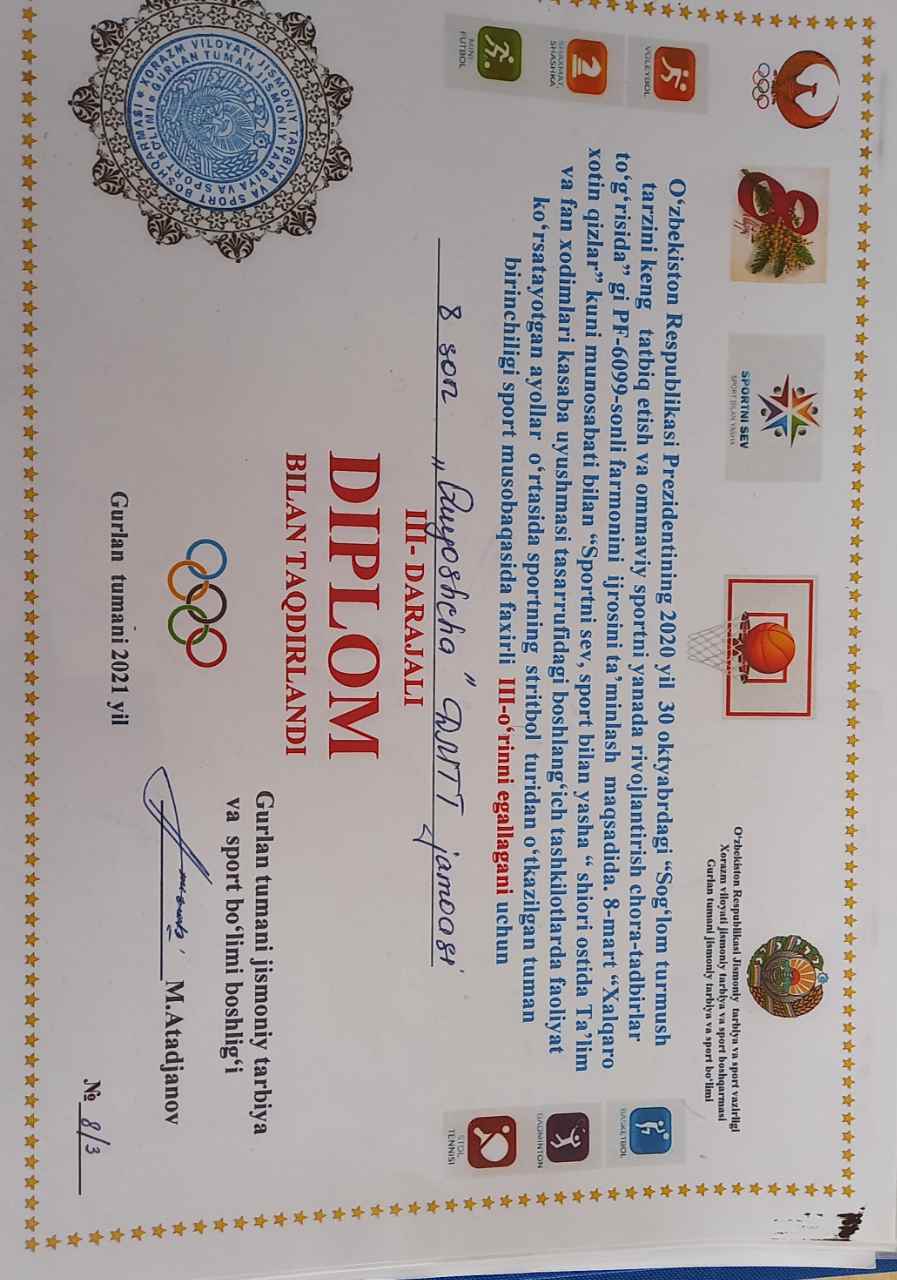 O'zbekiston Respublikasi Jismoniy tarbiya va sport vazirligi
Xorazm viloyati jismoniy tarbiya va sport boshqarmasi
Gurlan tumani jismoniy tarbiya va sport bo'limi
SPORTNI SEV
SPORT BILAN YASHA
VOLEYBOL
SHAXMAT
SHASHKA
MINI
FUTBOL
BASKETBOL
BADMINTON
STOL
TENNISI
O'zbekiston Respublikasi Prezidentining 2020 yil 30 oktyabrdagi “Sog'lom turmush
tarzini keng tatbiq etish va ommaviy sportni yanada rivojlantirish chora-tadbirlar
to'g'risida” gi PF-6099-sonli farmonini ijrosini ta'minlash maqsadida. 8-mart “Xalqaro
xotin qizlar” kuni munosabati bilan “Sportni sev, sport bilan yasha “ shiori ostida Ta'lim
va fan xodimlari kasaba uyushmasi tasarrufidagi boshlang'ich tashkilotlarda faoliyat
ko'rsatayotgan ayollar o'rtasida sportning stritbol turidan o'tkazilgan tuman
birinchiligi sport musobaqasida faxirli III-o'rinni egallagani uchun
8 son „Quyoshcha” DMTT jamoasi
III- DARAJALI
DIPLOM
BILAN TAQDIRLANDI
Gurlan tumani jismoniy tarbiya
va sport bo'limi boshlig'i
M.Atadjanov
Gurlan tumani 2021 yil
№ 8/3
XORAZM VILOYATI JISMONIY TARBIYA VA SPORT BOSHQARMASI
GURLAN TUMAN JISMONIY TARBIYA VA SPORT BO'LIMI